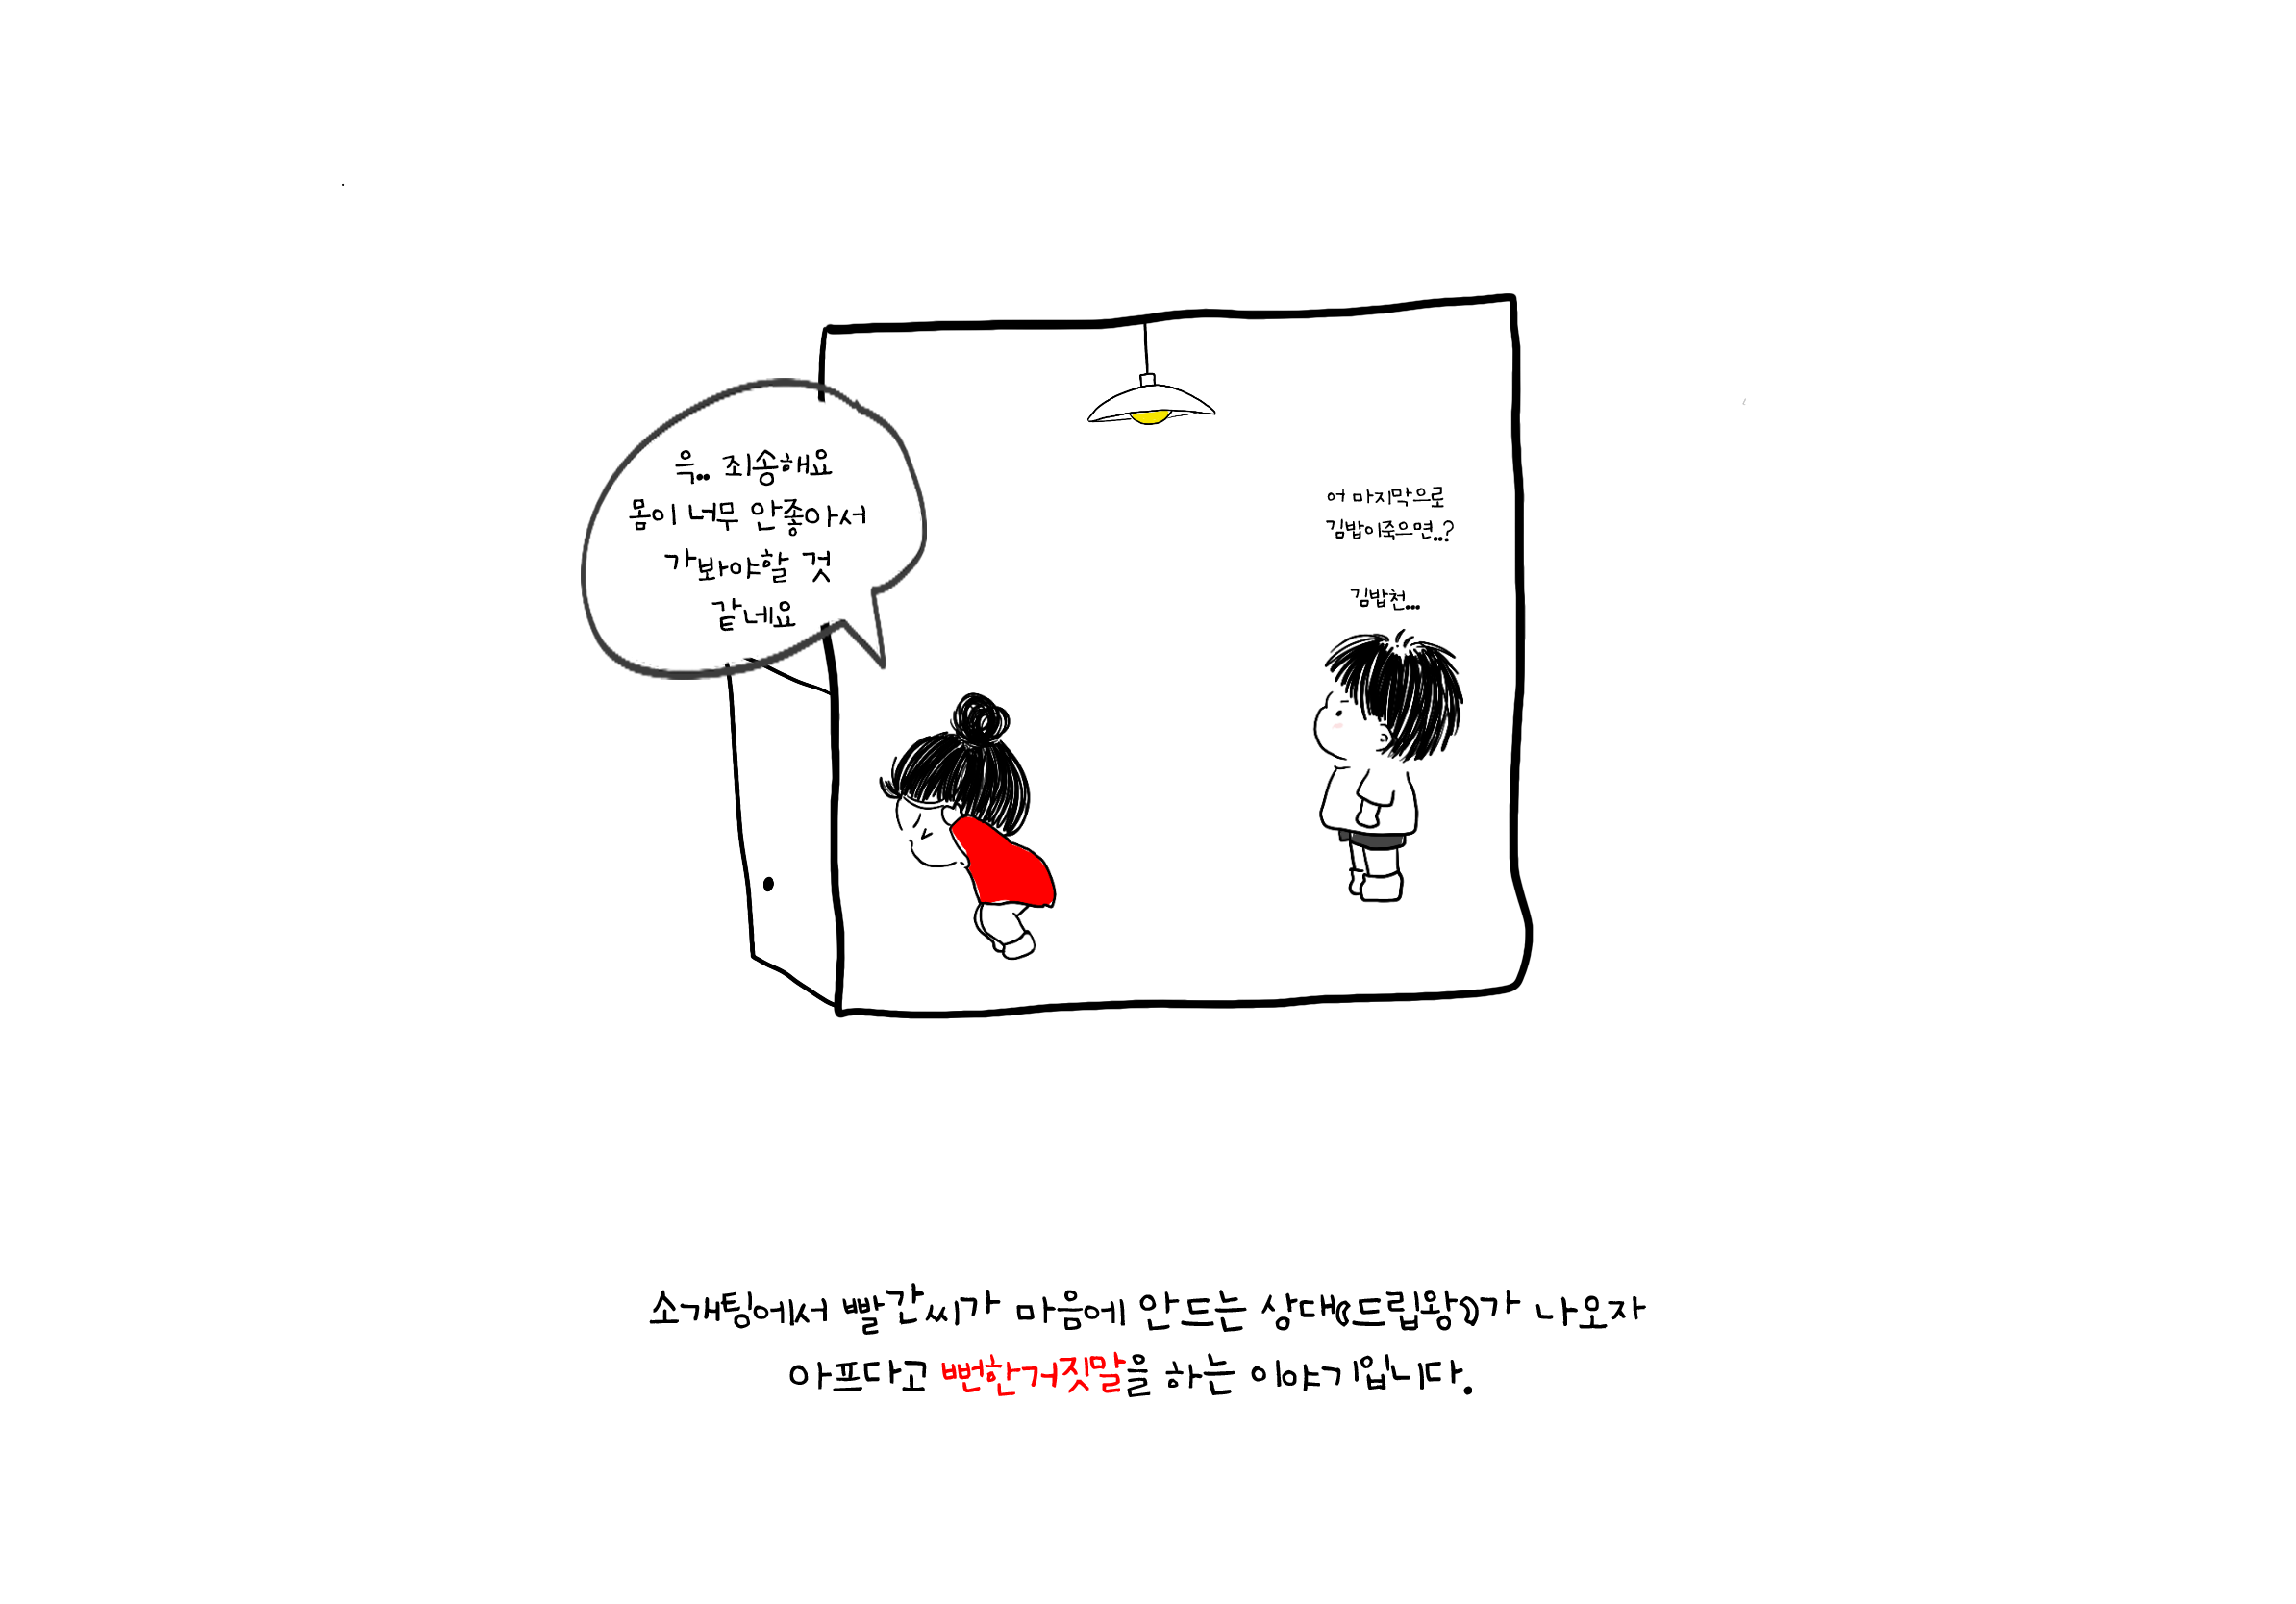 윽.. 죄송해요
몸이 너무 안좋아서
가봐야할 것
같네요
어 마지막으로
김밥이죽으면..?
김밥천...
소개팅에서 빨간씨가 마음에 안드는 상대(드립왕)가 나오자
아프다고 뻔한거짓말을 하는 이야기입니다.